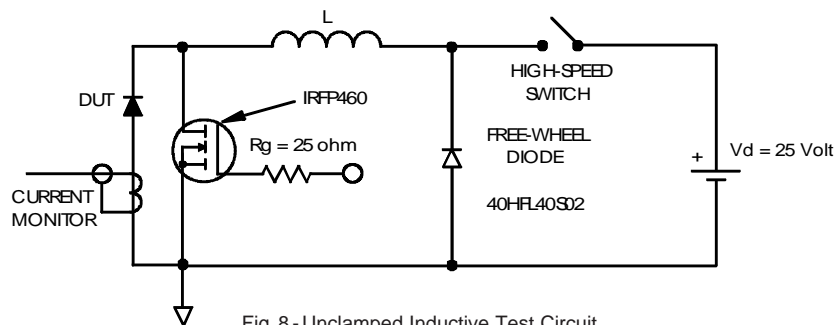 L
HIGH-SPEED
SWITCH
DUT
IRFP460
Rg = 25 ohm
FREE-WHEEL
DIODE
+
Vd = 25 Volt
CURRENT
MONITOR
40HFL40S02
Fig. 8 - Unclamped Inductive Test Circuit